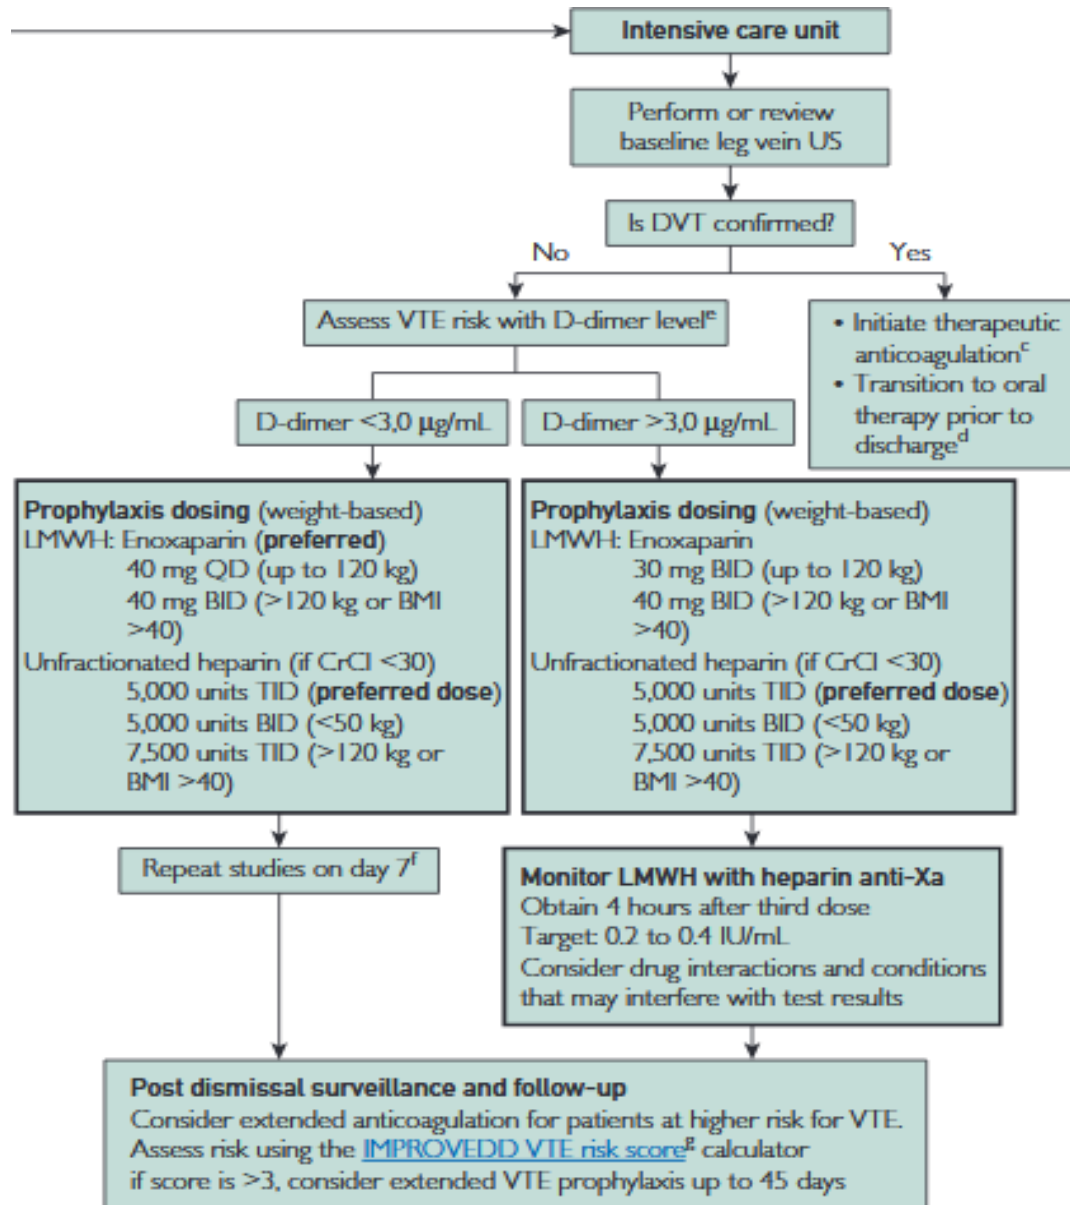 Intensive care unit
Perform or review
baseline leg vein US
Is DVT confirmed?
No
Yes
Assess VTE risk with D-dimer levelᵉ
• Initiate therapeutic
anticoagulationᶜ
• Transition to oral
therapy prior to
dischargeᵈ
D-dimer <3,0 μg/mL
D-dimer >3,0 μg/mL
Prophylaxis dosing (weight-based)
LMWH: Enoxaparin (preferred)
40 mg QD (up to 120 kg)
40 mg BID (>120 kg or BMI
>40)
Unfractionated heparin (if CrCl <30)
5,000 units TID (preferred dose)
5,000 units BID (<50 kg)
7,500 units TID (>120 kg or
BMI >40)
Prophylaxis dosing (weight-based)
LMWH: Enoxaparin
30 mg BID (up to 120 kg)
40 mg BID (>120 kg or BMI
>40)
Unfractionated heparin (if CrCl <30)
5,000 units TID (preferred dose)
5,000 units BID (<50 kg)
7,500 units TID (>120 kg or
BMI >40)
Repeat studies on day 7ᶠ
Monitor LMWH with heparin anti-Xa
Obtain 4 hours after third dose
Target: 0.2 to 0.4 IU/mL
Consider drug interactions and conditions
that may interfere with test results
Post dismissal surveillance and follow-up
Consider extended anticoagulation for patients at higher risk for VTE.
Assess risk using the IMPROVEDD VTE risk scoreᵍ calculator
if score is >3, consider extended VTE prophylaxis up to 45 days